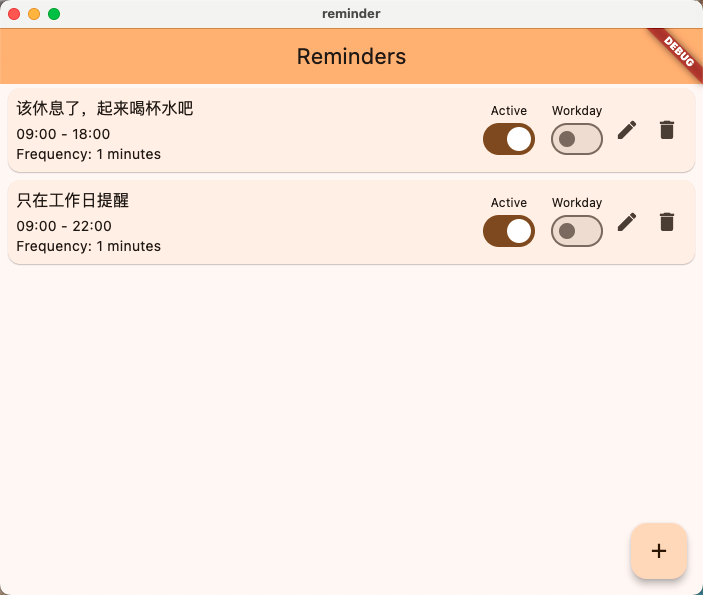 reminder
Reminders
DEBUG
该休息了，起来喝杯水吧
09:00 - 18:00
Frequency: 1 minutes
Active
Workday
只在工作日提醒
09:00 - 22:00
Frequency: 1 minutes
Active
Workday
+